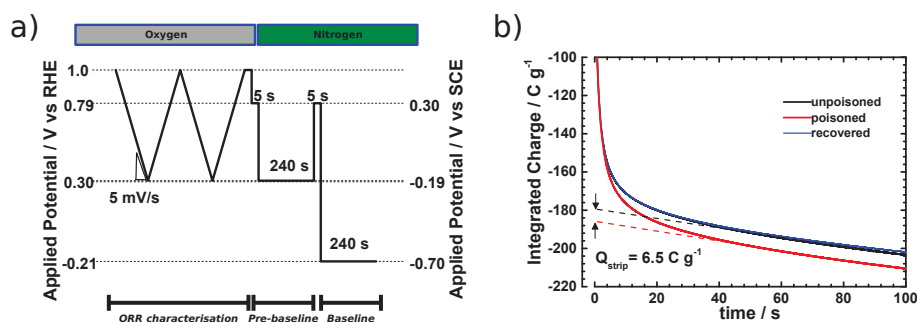 a)
Oxygen
Nitrogen
Applied Potential / V vs RHE
1.0
0.79
0.30
-0.21
5 s
5 s
240 s
5 mV/s
240 s
0.30
-0.19
-0.70
Applied Potential / V vs SCE
ORR characterisation
Pre-baseline
Baseline
b)
Integrated Charge / C g-1
-100
-120
-140
-160
-180
-200
-220
unpoisoned
poisoned
recovered
Qstrip= 6.5 C g-1
0
20
40
60
80
100
time / s